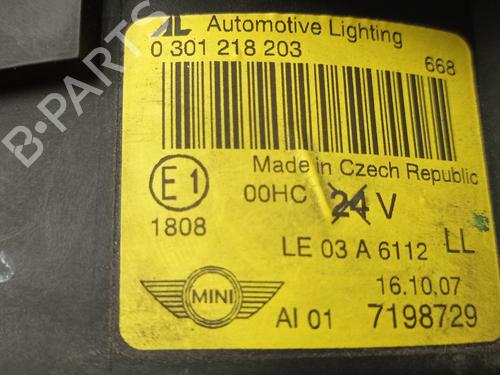 AL Automotive Lighting
0 301 218 203
668
Made in Czech Republic
E1
00HC 24 V
1808
LE 03 A 6112 LL
MINI
16.10.07
AI 01 7198729
B-PARTS